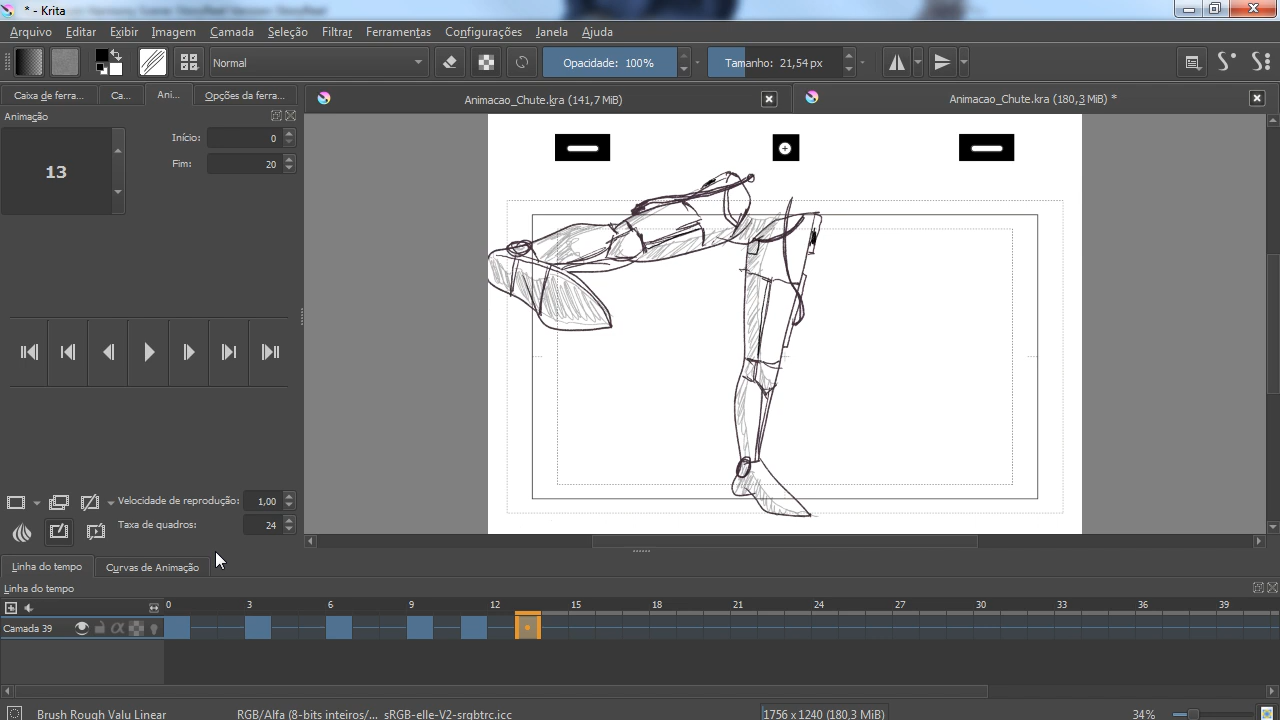 * - Krita
Arquivo Editar Exibir Imagem Camada Seleção Filtrar Ferramentas Configurações Janela Ajuda
Normal Opacidade: 100% Tamanho: 21,54 px
Caixa de ferra... Ca... Ani... Opções da ferra...
Animacao_Chute.kra (141,7 MiB) Animacao_Chute.kra (180,3 MiB) *
Animação
Início: 0
13
Fim: 20
Velocidade de reprodução: 1,00
Taxa de quadros: 24
Linha do tempo Curvas de Animação
Linha do tempo
0 3 6 9 12 15 18 21 24 27 30 33 36 39
Camada 39
Brush Rough Valu Linear RGB/Alfa (8-bits inteiros/... sRGB-elle-V2-srgbtrc.icc 1756 x 1240 (180,3 MiB) 34%